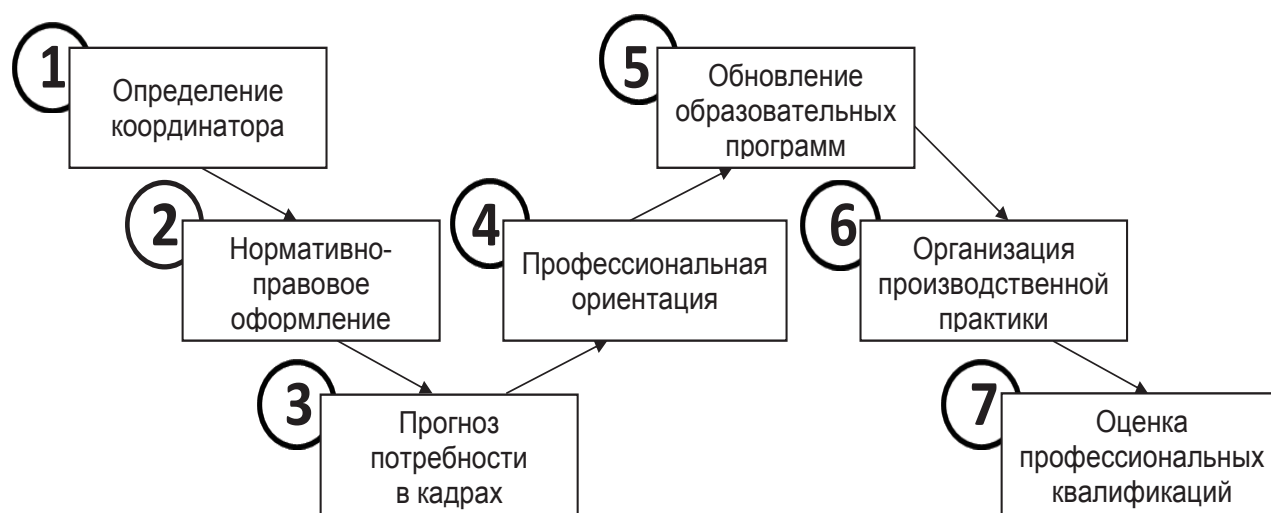 1
Определение
координатора
2
Нормативно-
правовое
оформление
3
Прогноз
потребности
в кадрах
4
Профессиональная
ориентация
5
Обновление
образовательных
программ
6
Организация
производственной
практики
7
Оценка
профессиональных
квалификаций